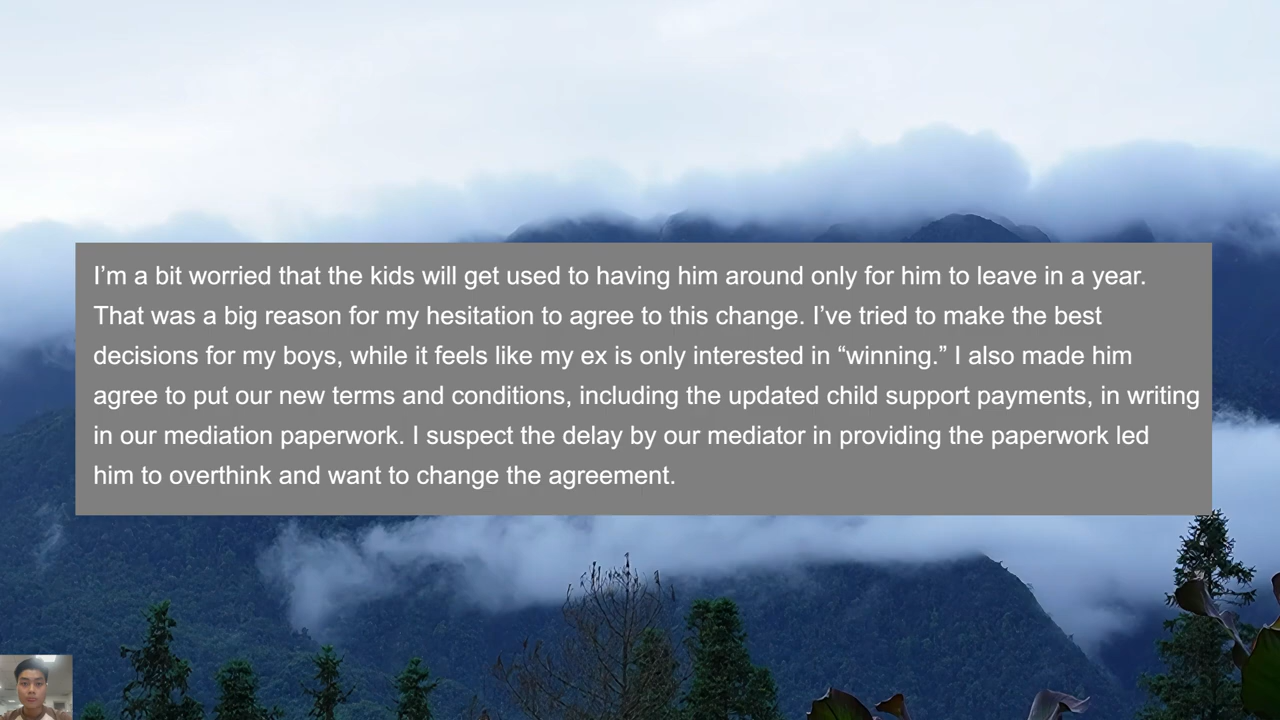 I’m a bit worried that the kids will get used to having him around only for him to leave in a year.
That was a big reason for my hesitation to agree to this change. I’ve tried to make the best
decisions for my boys, while it feels like my ex is only interested in “winning.” I also made him
agree to put our new terms and conditions, including the updated child support payments, in writing
in our mediation paperwork. I suspect the delay by our mediator in providing the paperwork led
him to overthink and want to change the agreement.